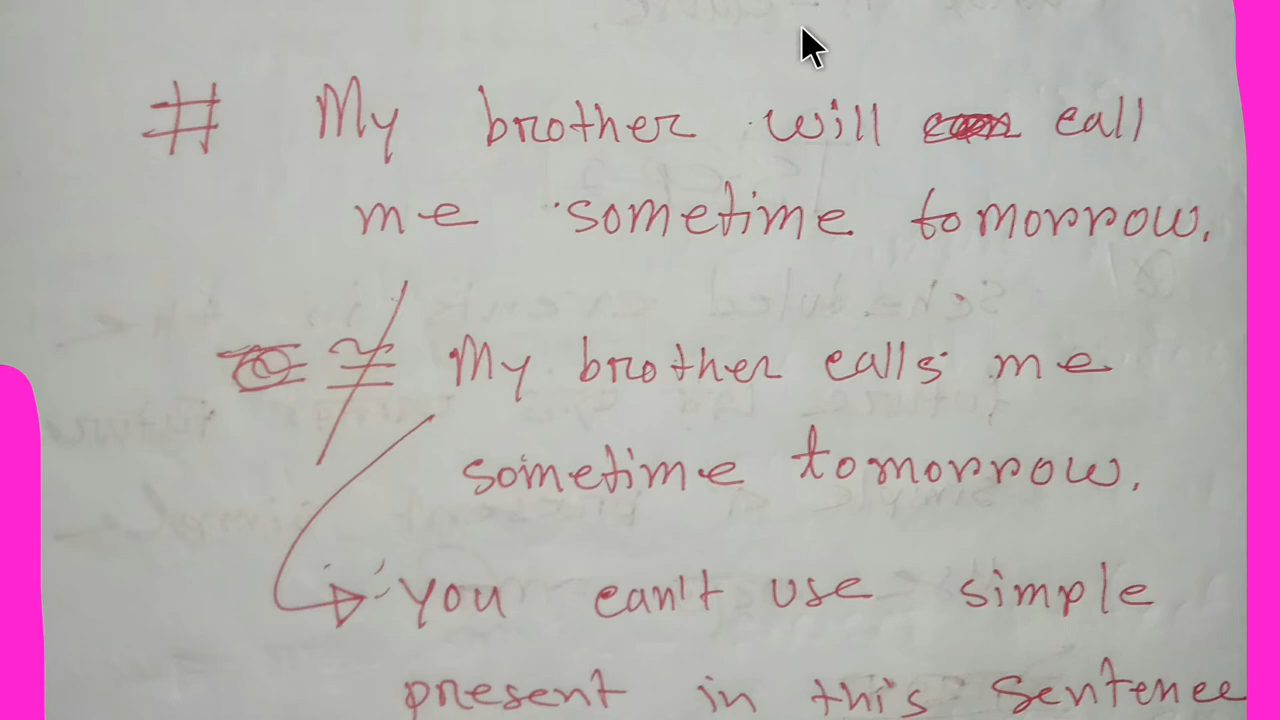 # My brother will call
me sometime tomorrow.
≇ My brother calls me
sometime tomorrow.
You can't use simple
present in this sentence